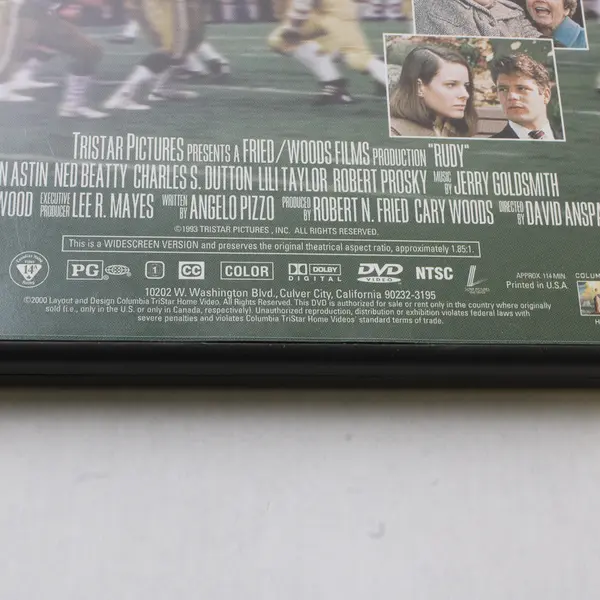 TRISTAR PICTURES PRESENTS A FRIED/WOODS FILMS PRODUCTION "RUDY"
N ASTIN NED BEATTY CHARLES S. DUTTON LILI TAYLOR ROBERT PROSKY MUSIC BY JERRY GOLDSMITH
WOOD EXECUTIVE PRODUCER LEE R. MAYES WRITTEN BY ANGELO PIZZO PRODUCED BY ROBERT N. FRIED CARY WOODS DIRECTED BY DAVID ANSPA
©1993 TRISTAR PICTURES, INC. ALL RIGHTS RESERVED.
This is a WIDESCREEN VERSION and preserves the original theatrical aspect ratio, approximately 1.85:1.
14A PG 1 CC COLOR DOLBY DIGITAL DVD VIDEO NTSC
APPROX. 114 MIN.
Printed in U.S.A.
COLUM
10202 W. Washington Blvd., Culver City, California 90232-3195
©2000 Layout and Design Columbia TriStar Home Video. All Rights Reserved. This DVD is authorized for sale or rent only in the country where originally
sold (i.e., only in the U.S. or only in Canada, respectively). Unauthorized reproduction, distribution or exhibition violates federal laws with
severe penalties and violates Columbia TriStar Home Videos' standard terms of trade.
H